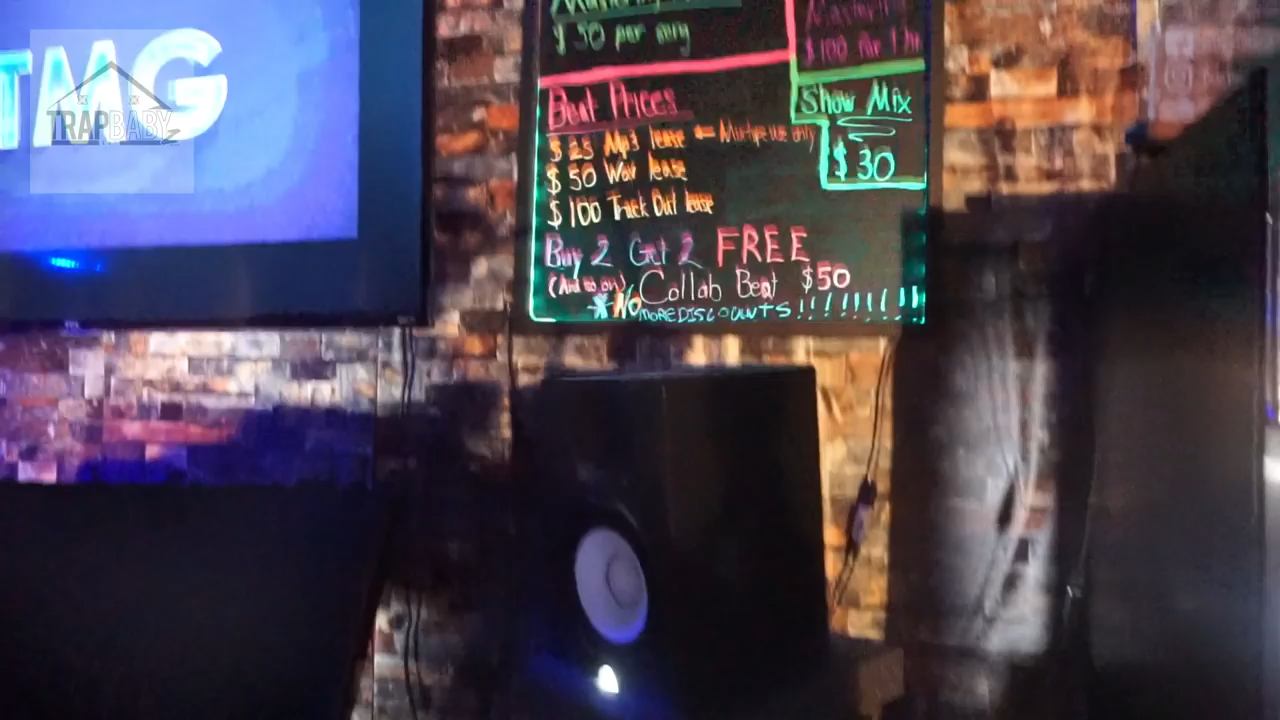 TMG
TRAPBABY
$ 50 per song
$100 for 1 hr
Beat Prices
Show Mix
$ 30
$ 25 Mp3 lease ← Mixtape use only
$ 50 Wav lease
$ 100 Track Out lease
Buy 2 Get 2 FREE
(And so on) Collab Beat $50
*No MORE DISCOUNTS!!!!!!!!